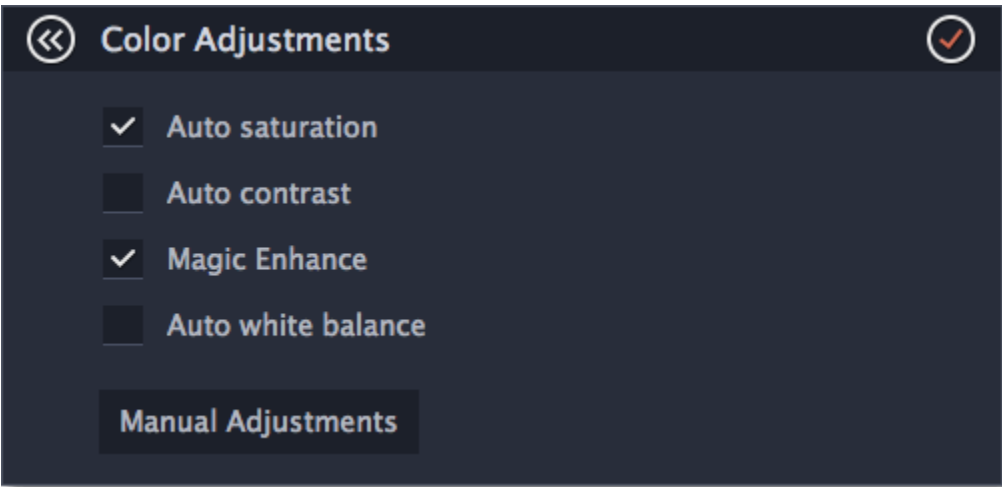 Color Adjustments
Auto saturation
Auto contrast
Magic Enhance
Auto white balance
Manual Adjustments